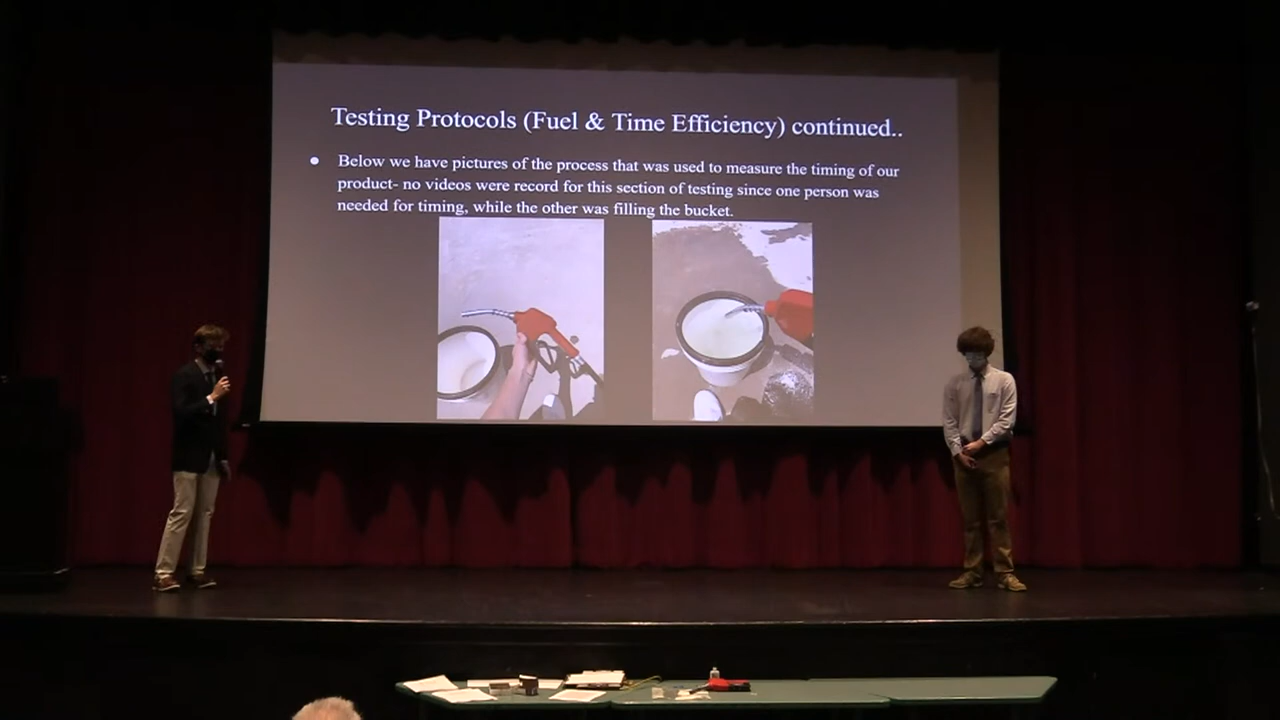 Testing Protocols (Fuel & Time Efficiency) continued..
● Below we have pictures of the process that was used to measure the timing of our
product- no videos were record for this section of testing since one person was
needed for timing, while the other was filling the bucket.